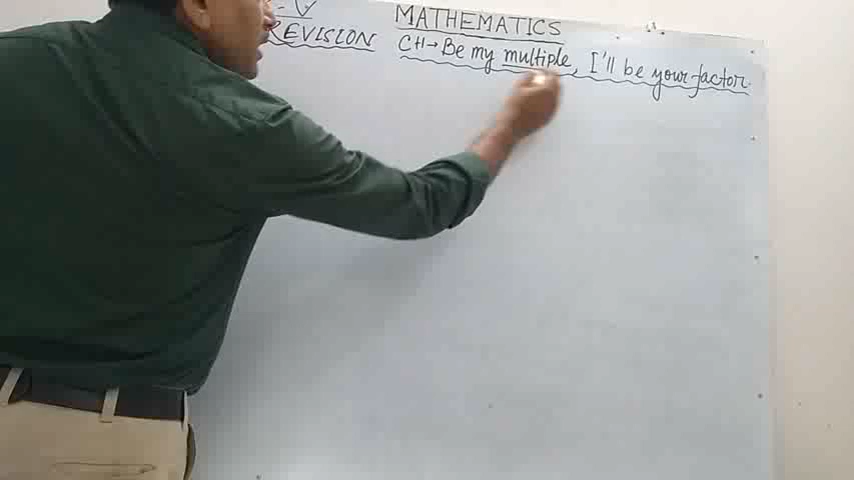 - V
MATHEMATICS
REVISION
CH→ Be my multiple, I'll be your factor.